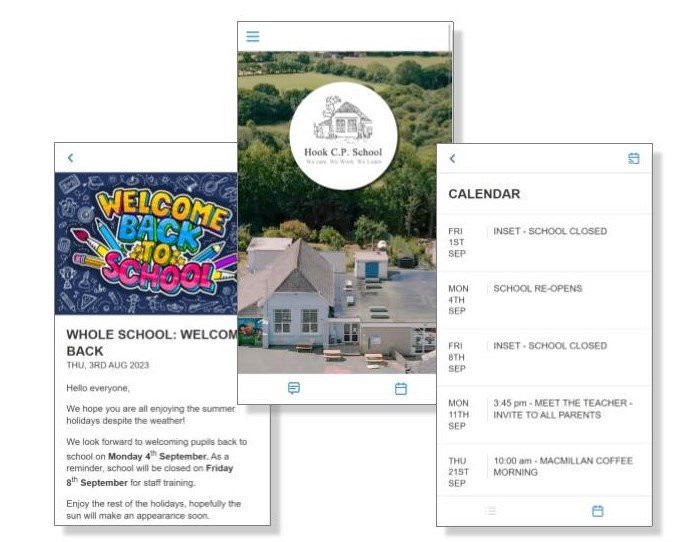 WELCOME
BACK
TO
SCHOOL
WHOLE SCHOOL: WELCOM
BACK
THU, 3RD AUG 2023
Hello everyone,
We hope you are all enjoying the summer
holidays despite the weather!
We look forward to welcoming pupils back to
school on Monday 4th September. As a
reminder, school will be closed on Friday
8th September for staff training.
Enjoy the rest of the holidays, hopefully the
sun will make an appearance soon.
Hook C.P. School
We care We Work We Learn
CALENDAR
FRI
1ST
SEP
INSET - SCHOOL CLOSED
MON
4TH
SEP
SCHOOL RE-OPENS
FRI
8TH
SEP
INSET - SCHOOL CLOSED
MON
11TH
SEP
3:45 pm - MEET THE TEACHER -
INVITE TO ALL PARENTS
THU
21ST
SEP
10:00 am - MACMILLAN COFFEE
MORNING